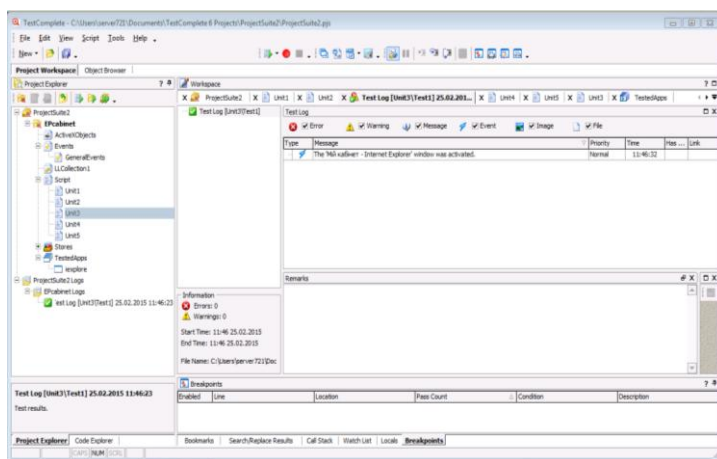 TestComplete - C:\Users\server721\Documents\TestComplete 8 Projects\ProjectSuite2\ProjectSuite2.pjs
File Edit View Script Tools Help
New
Project Workspace Object Browser
Project Explorer
Workspace
ProjectSuite2 X Unit1 X Unit2 X Test Log [Unit3\Test1] 25.02.201... X Unit4 X Unit5 X Unit3 X TestedApps
ProjectSuite2
EPcabinet
ActiveXObjects
Events
GeneralEvents
LLCollection1
Script
Unit1
Unit2
Unit3
Unit4
Unit5
Stores
TestedApps
iexplore
ProjectSuite2 Logs
EPcabinet Logs
est Log [Unit3\Test1] 25.02.2015 11:46:23
Test Log [Unit3\Test1]
Test Log
Error Warning Message Event Image File
Type Message Priority Time Has ... Link
The 'Мій кабінет - Internet Explorer' window was activated. Normal 11:46:32
Remarks
Information
Errors: 0
Warnings: 0
Start Time: 11:46 25.02.2015
End Time: 11:46 25.02.2015
File Name: C:\Users\server721\Doc
Breakpoints
Enabled Line Location Pass Count Condition Description
Test Log [Unit3\Test1] 25.02.2015 11:46:23
Test results.
Project Explorer Code Explorer
Bookmarks Search/Replace Results Call Stack Watch List Locals Breakpoints
CAPS NUM SCRL